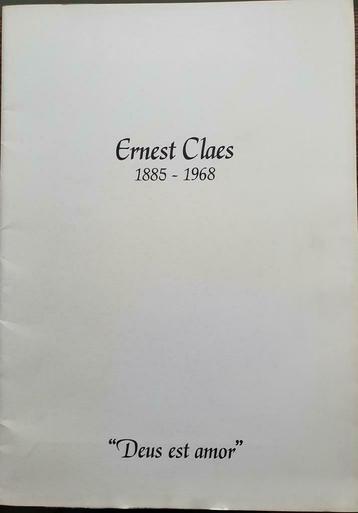 Ernest Claes
1885 - 1968
“Deus est amor”